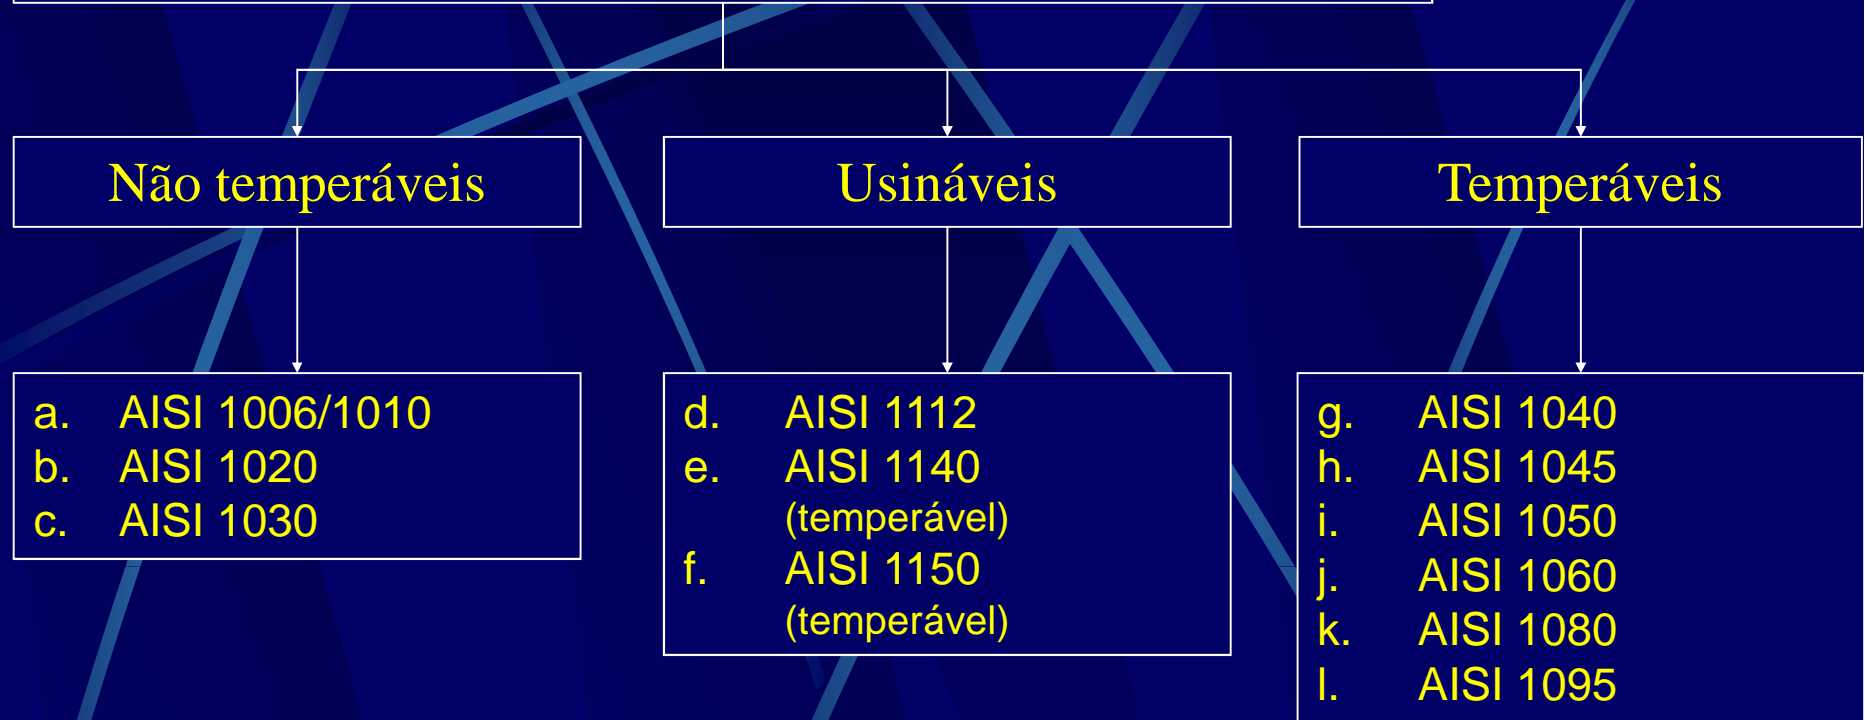 Não temperáveis
Usináveis
Temperáveis
a. AISI 1006/1010
b. AISI 1020
c. AISI 1030
d. AISI 1112
e. AISI 1140
(temperável)
f. AISI 1150
(temperável)
g. AISI 1040
h. AISI 1045
i. AISI 1050
j. AISI 1060
k. AISI 1080
l. AISI 1095